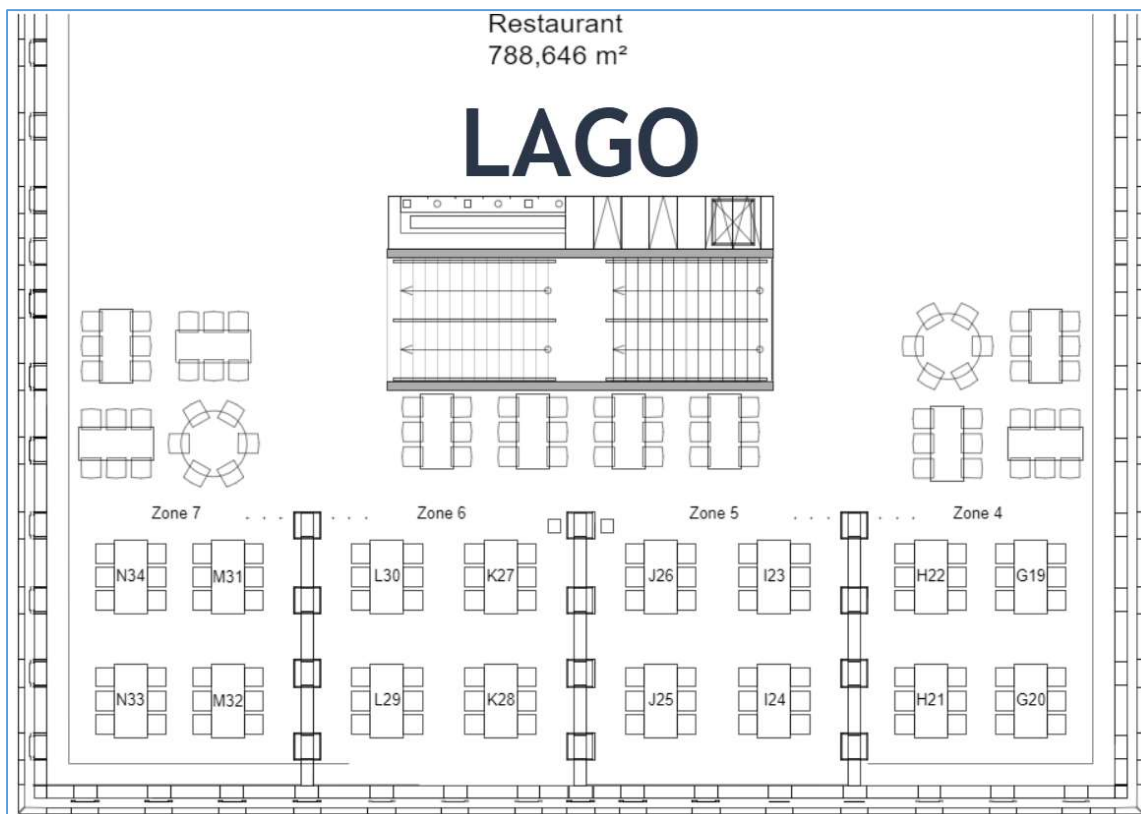 Restaurant
788,646 m²
LAGO
Zone 7 Zone 6 Zone 5 Zone 4
N34 M31 L30 K27 J26 I23 H22 G19
N33 M32 L29 K28 J25 I24 H21 G20